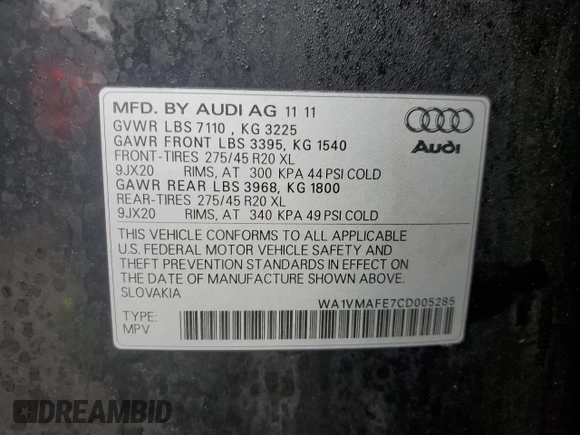 MFD. BY AUDI AG 11 11
GVWR LBS 7110 , KG 3225
GAWR FRONT LBS 3395, KG 1540
FRONT-TIRES 275/45 R20 XL
9JX20 RIMS, AT 300 KPA 44 PSI COLD
GAWR REAR LBS 3968, KG 1800
REAR-TIRES 275/45 R20 XL
9JX20 RIMS, AT 340 KPA 49 PSI COLD
Audi
THIS VEHICLE CONFORMS TO ALL APPLICABLE
U.S. FEDERAL MOTOR VEHICLE SAFETY AND
THEFT PREVENTION STANDARDS IN EFFECT ON
THE DATE OF MANUFACTURE SHOWN ABOVE.
SLOVAKIA
WA1VMAFE7CD005285
TYPE:
MPV
DREAMBID